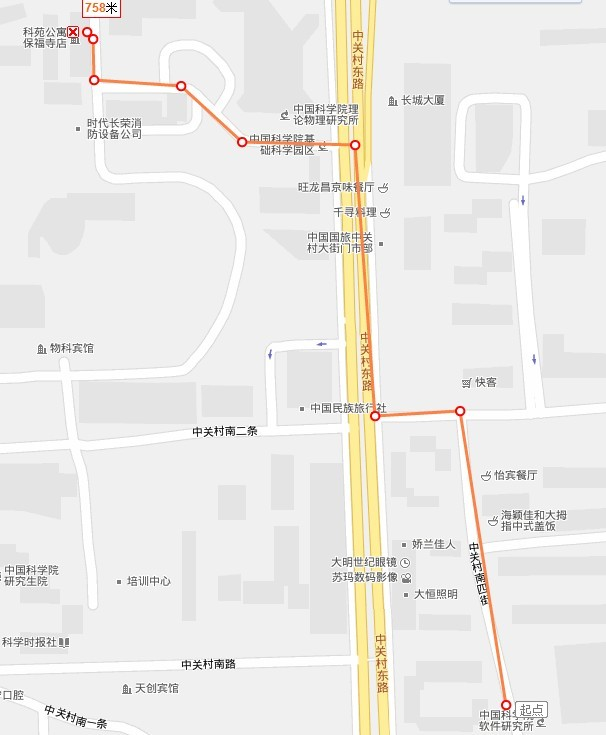 758米
科苑公寓
保福寺店
中关村东路
长城大厦
中国科学院理
论物理研究所
时代长荣消
防设备公司
中国科学院基
础科学园区
旺龙昌京味餐厅
千寻料理
中国国旅中关
村大街门市部
物科宾馆
中关村东路
快客
中国民族旅行社
中关村南二条
怡宾餐厅
海颖佳和大拇
指中式盖饭
娇兰佳人
中关村南四街
大明世纪眼镜
苏玛数码影像
中国科学院
研究生院
培训中心
大恒照明
科学时报社
中关村东路
中关村南路
天创宾馆
口腔
中关村南一条
起点
中国科学院
软件研究所